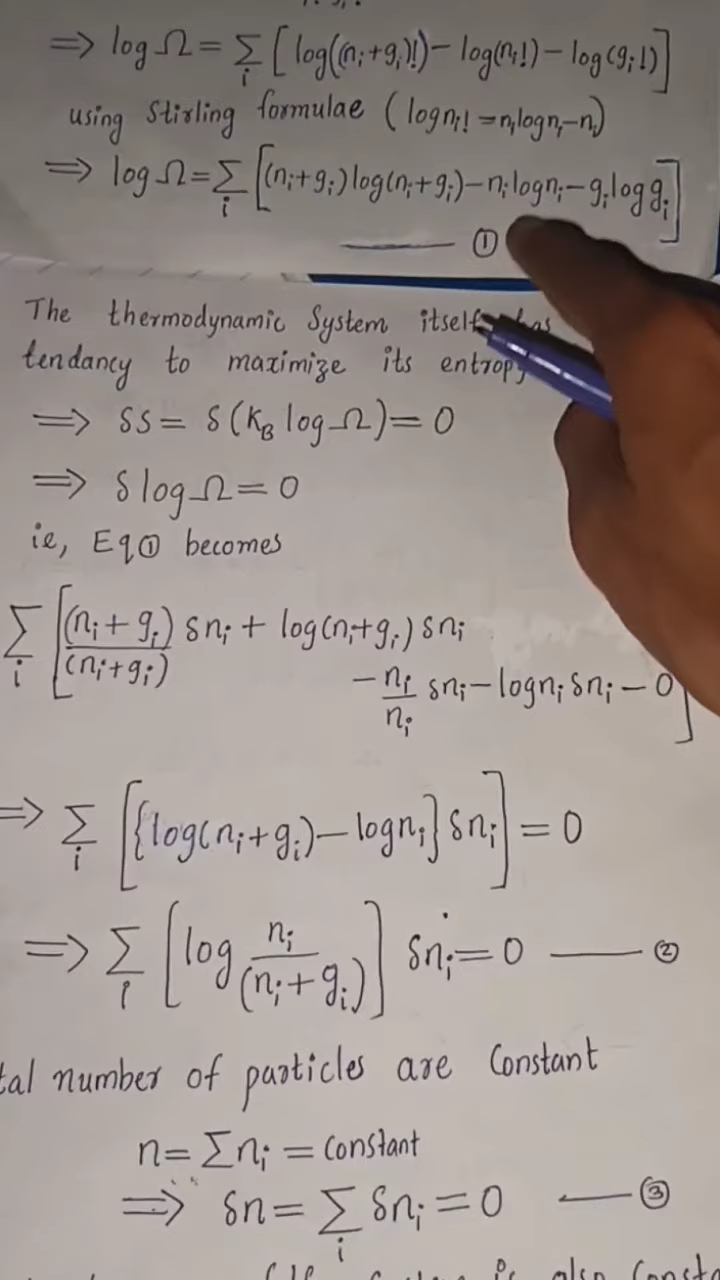 ⇒ log Ω = Σ_i [ log((n_i+g_i)!) − log(n_i!) − log(g_i!) ]
using Stirling formulae ( log n_i! = n_i log n_i − n_i)
⇒ log Ω = Σ_i [ (n_i+g_i) log(n_i+g_i) − n_i log n_i − g_i log g_i ]
—— ①
The thermodynamic System itself has
tendancy to maximize its entropy
⇒ δS = δ(K_B log Ω) = 0
⇒ δ log Ω = 0
ie, Eq① becomes
Σ_i [ (n_i + g_i)/(n_i+g_i) δn_i + log(n_i+g_i) δn_i
− n_i/n_i δn_i − log n_i δn_i − 0 ]
⇒ Σ_i [ {log(n_i+g_i) − log n_i} δn_i ] = 0
⇒ Σ_i [ log n_i/(n_i + g_i) ] δn_i = 0 —— ②
tal number of particles are Constant
n = Σn_i = Constant
⇒ δn = Σ_i δn_i = 0 —— ③
is also Consta